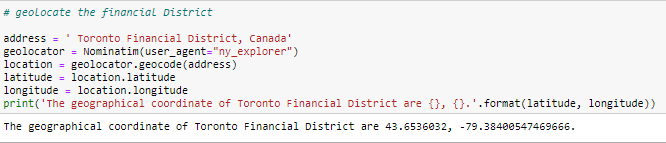 # geolocate the financial District
address = ' Toronto Financial District, Canada'
geolocator = Nominatim(user_agent="ny_explorer")
location = geolocator.geocode(address)
latitude = location.latitude
longitude = location.longitude
print('The geographical coordinate of Toronto Financial District are {}, {}.'.format(latitude, longitude))
The geographical coordinate of Toronto Financial District are 43.6536032, -79.38400547469666.